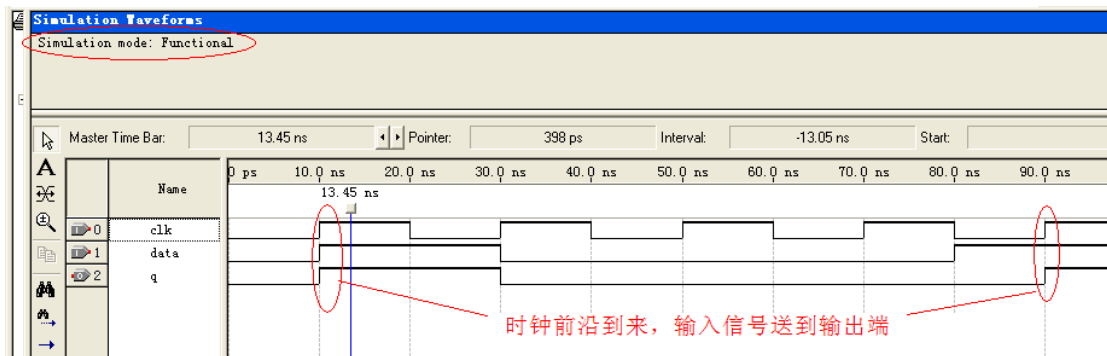 Simulation Waveforms
Simulation mode: Functional
Master Time Bar: 13.45 ns Pointer: 398 ps Interval: -13.05 ns Start:
Name
0 ps 10.0 ns 20.0 ns 30.0 ns 40.0 ns 50.0 ns 60.0 ns 70.0 ns 80.0 ns 90.0 ns
13.45 ns
0 clk
1 data
2 q
时钟前沿到来，输入信号送到输出端